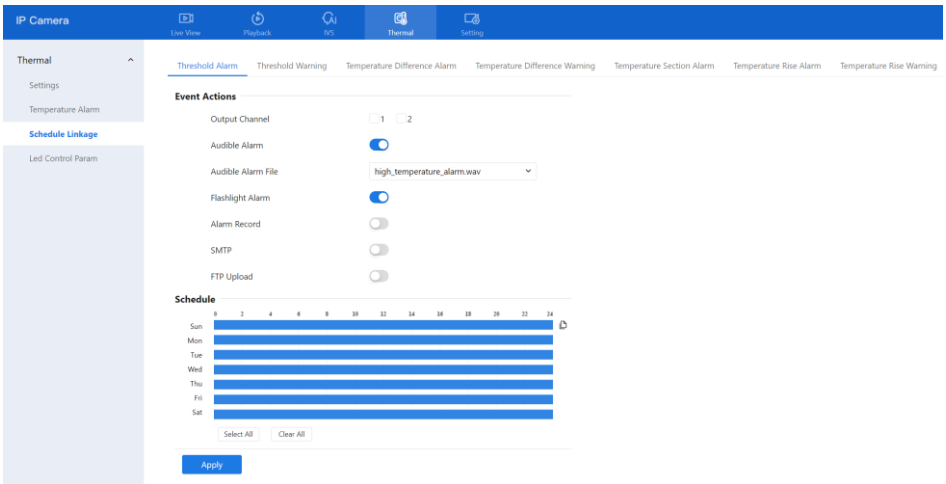 IP Camera
Live View Playback IVS Thermal Setting
Thermal
Settings
Temperature Alarm
Schedule Linkage
Led Control Param
Threshold Alarm Threshold Warning Temperature Difference Alarm Temperature Difference Warning Temperature Section Alarm Temperature Rise Alarm Temperature Rise Warning
Event Actions
Output Channel 1 2
Audible Alarm
Audible Alarm File high_temperature_alarm.wav
Flashlight Alarm
Alarm Record
SMTP
FTP Upload
Schedule
0 2 4 6 8 10 12 14 16 18 20 22 24
Sun
Mon
Tue
Wed
Thu
Fri
Sat
Select All Clear All
Apply